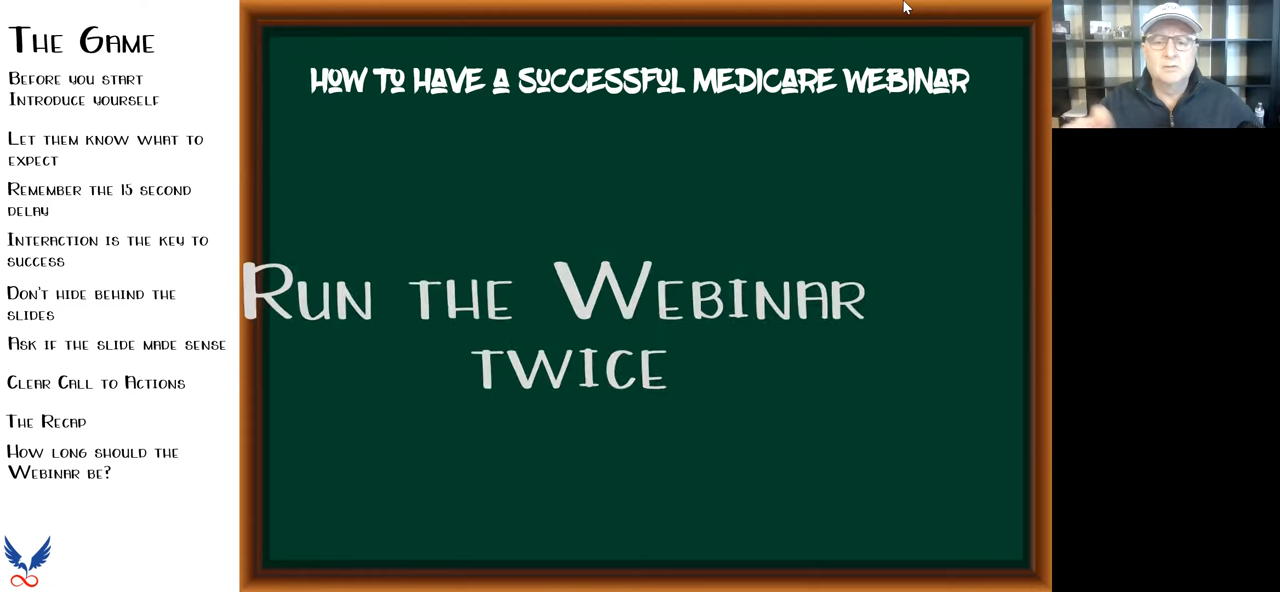 The Game
Before you start
Introduce yourself
Let them know what to
expect
Remember the 15 second
delay
Interaction is the key to
success
Don't hide behind the
slides
Ask if the slide made sense
Clear Call to Actions
The Recap
How long should the
Webinar be?
How to Have a Successful Medicare Webinar
Run the Webinar
twice